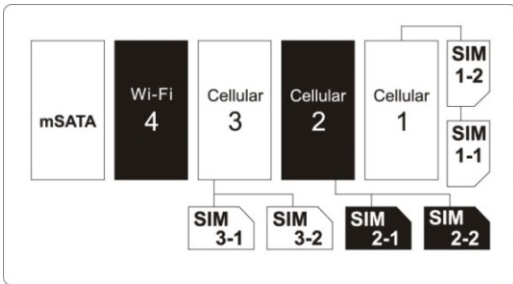 mSATA
Wi-Fi
4
Cellular
3
Cellular
2
Cellular
1
SIM
1-2
SIM
1-1
SIM
3-1
SIM
3-2
SIM
2-1
SIM
2-2